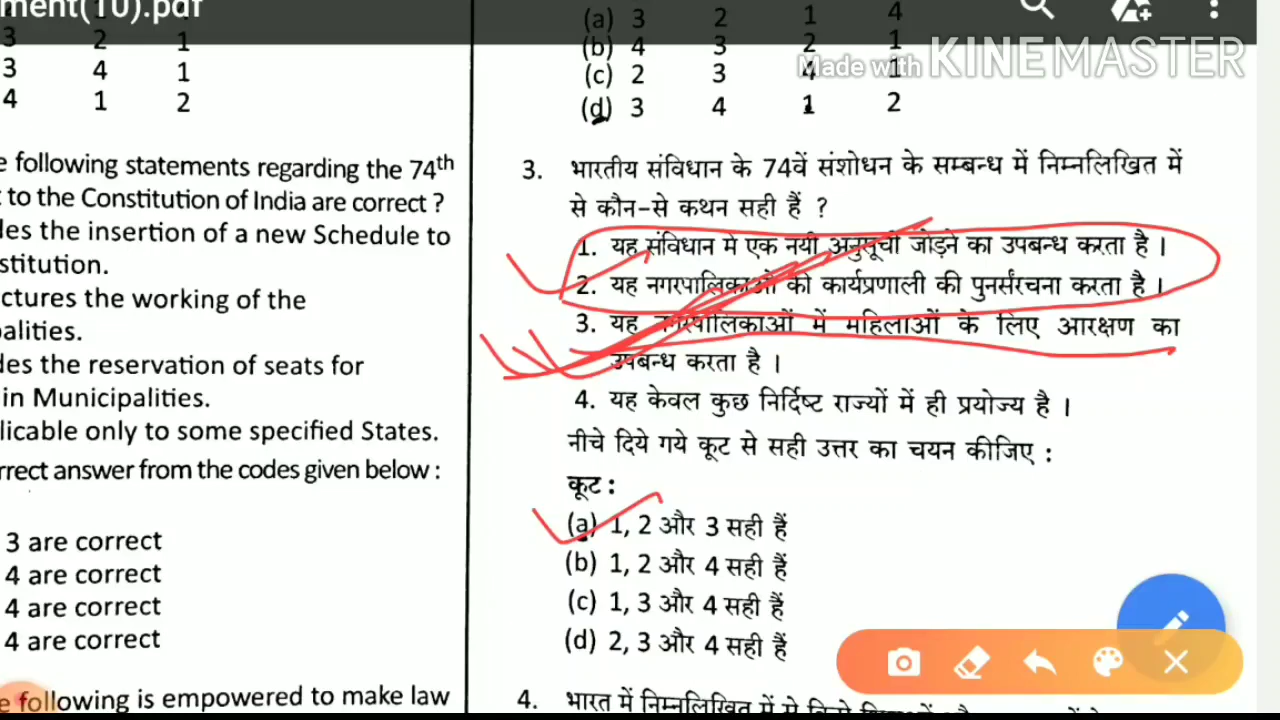 ment(10).pdf
Made with KINEMASTER
3 2 1
3 4 1
4 1 2
e following statements regarding the 74th
to the Constitution of India are correct ?
des the insertion of a new Schedule to
stitution.
ctures the working of the
palities.
des the reservation of seats for
in Municipalities.
licable only to some specified States.
rrect answer from the codes given below :
3 are correct
4 are correct
4 are correct
4 are correct
e following is empowered to make law
(a) 3 2 1 4
(b) 4 3 2 1
(c) 2 3 4 1
(d) 3 4 1 2
3. भारतीय संविधान के 74वें संशोधन के सम्बन्ध में निम्नलिखित में
से कौन-से कथन सही हैं ?
1. यह संविधान मे एक नयी अनुसूची जोड़ने का उपबन्ध करता है ।
2. यह नगरपालिकाओं की कार्यप्रणाली की पुनर्संरचना करता है ।
3. यह नगरपालिकाओं में महिलाओं के लिए आरक्षण का
उपबन्ध करता है ।
4. यह केवल कुछ निर्दिष्ट राज्यों में ही प्रयोज्य है ।
नीचे दिये गये कूट से सही उत्तर का चयन कीजिए :
कूट :
(a) 1, 2 और 3 सही हैं
(b) 1, 2 और 4 सही हैं
(c) 1, 3 और 4 सही हैं
(d) 2, 3 और 4 सही हैं
4. भारत में निम्नलिखित में से